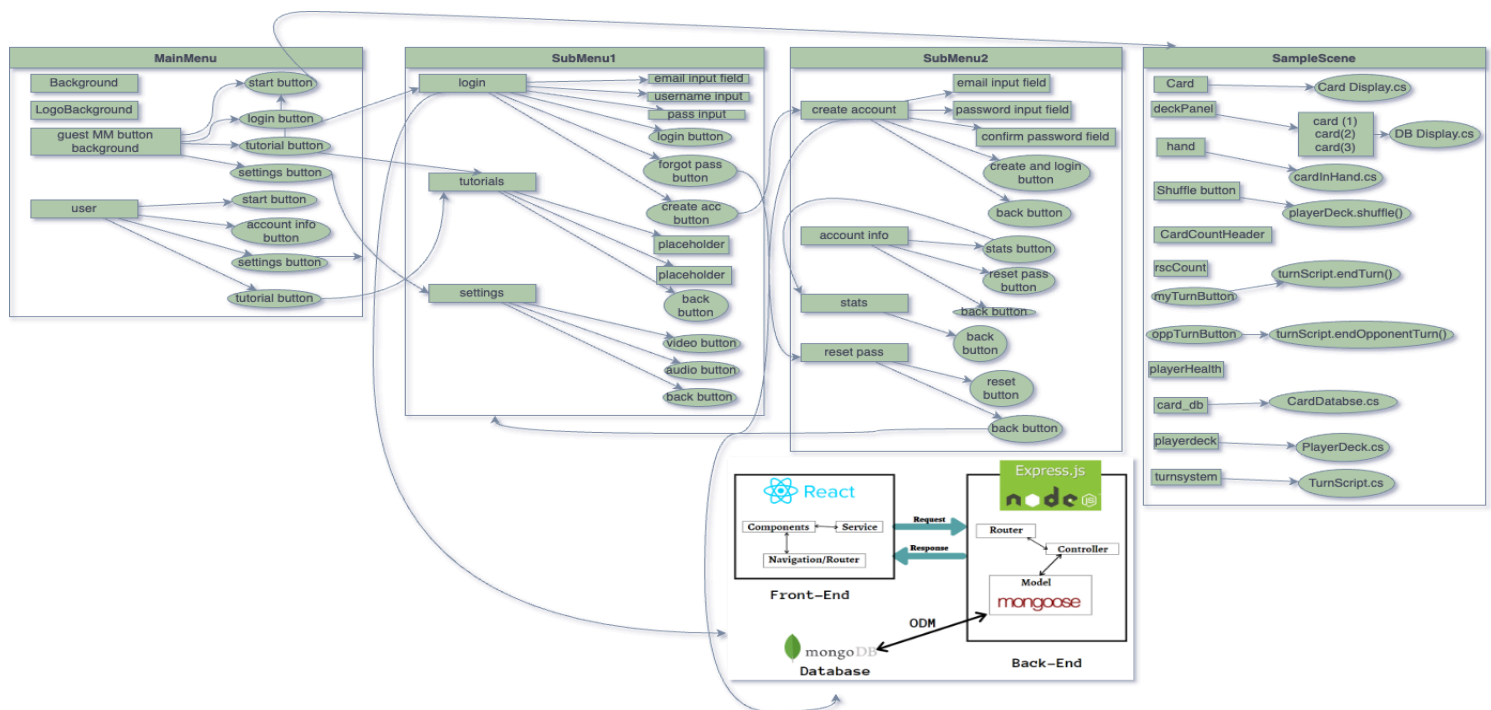 MainMenu
Background
LogoBackground
guest MM button
background
start button
login button
tutorial button
settings button
user
start button
account info
button
settings button
tutorial button
SubMenu1
login
email input field
username input
pass input
login button
forgot pass
button
create acc
button
tutorials
placeholder
placeholder
back
button
settings
video button
audio button
back button
SubMenu2
create account
email input field
password input field
confirm password field
create and login
button
back button
account info
stats button
reset pass
button
back button
stats
back
button
reset pass
reset
button
back button
SampleScene
Card
Card Display.cs
deckPanel
card (1)
card(2)
card(3)
DB Display.cs
hand
cardInHand.cs
Shuffle button
playerDeck.shuffle()
CardCountHeader
rscCount
turnScript.endTurn()
myTurnButton
oppTurnButton
turnScript.endOpponentTurn()
playerHealth
card_db
CardDatabse.cs
playerdeck
PlayerDeck.cs
turnsystem
TurnScript.cs
React
Components
Service
Navigation/Router
Front-End
Request
Response
Express.js
node
JS
Router
Controller
Model
mongoose
Back-End
ODM
mongoDB
Database